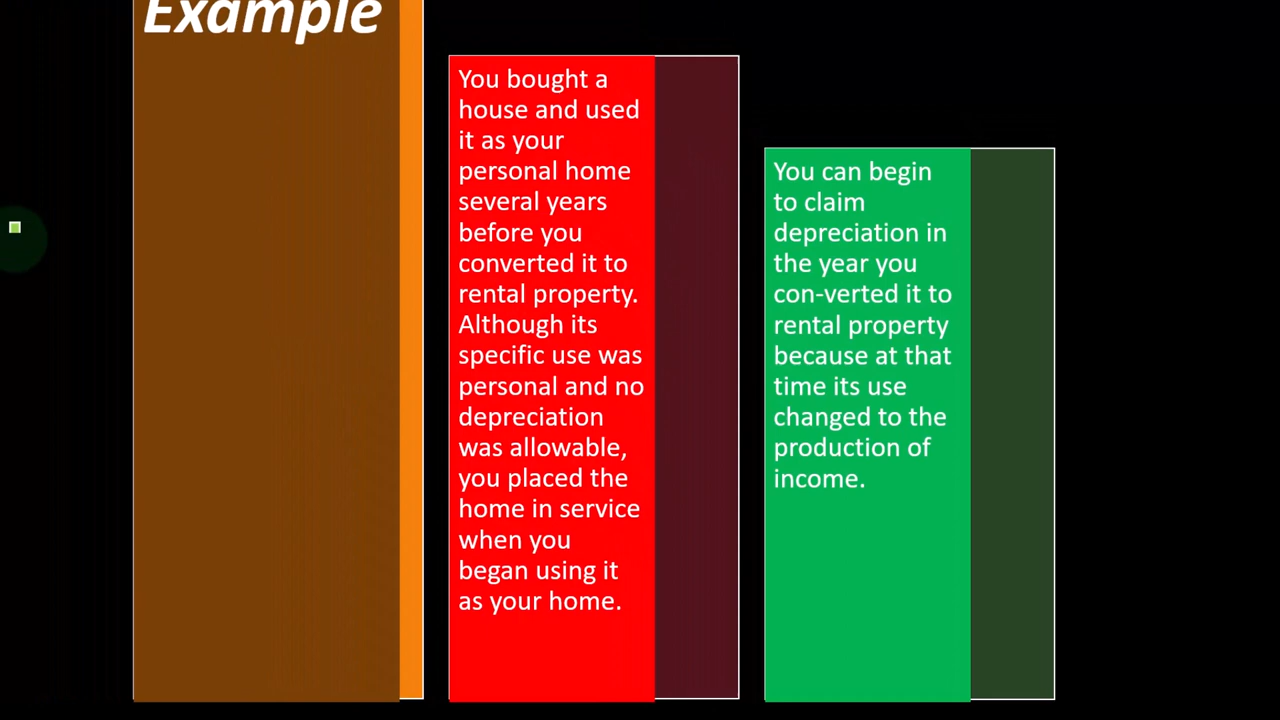 Example
You bought a
house and used
it as your
personal home
several years
before you
converted it to
rental property.
Although its
specific use was
personal and no
depreciation
was allowable,
you placed the
home in service
when you
began using it
as your home.
You can begin
to claim
depreciation in
the year you
con-verted it to
rental property
because at that
time its use
changed to the
production of
income.